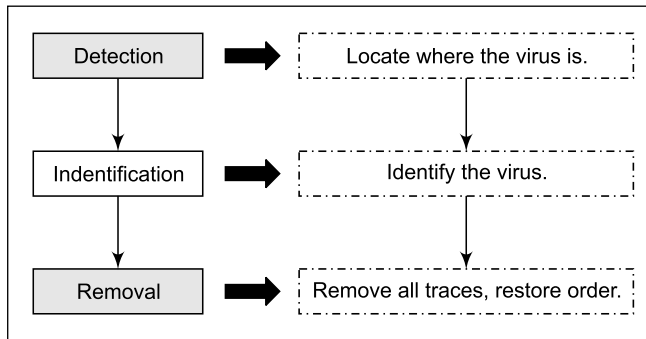 Detection
Locate where the virus is.
Indentification
Identify the virus.
Removal
Remove all traces, restore order.